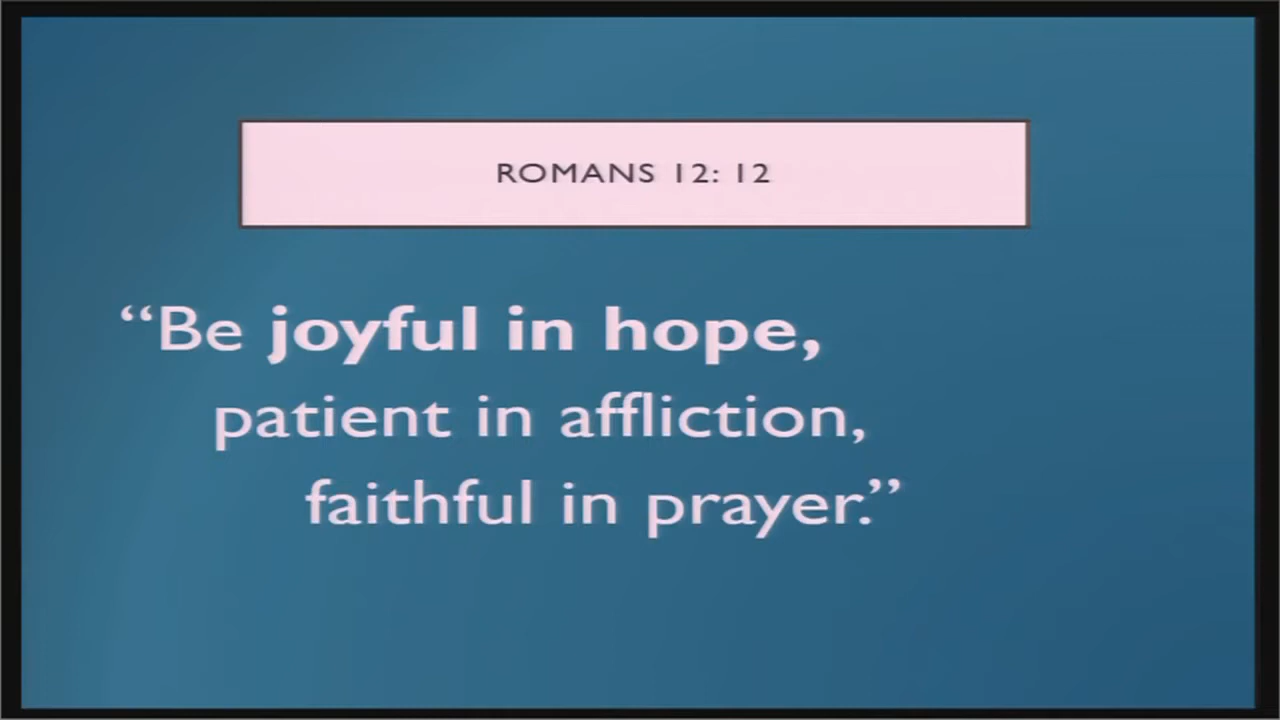 ROMANS 12: 12
“Be joyful in hope,
patient in affliction,
faithful in prayer.”